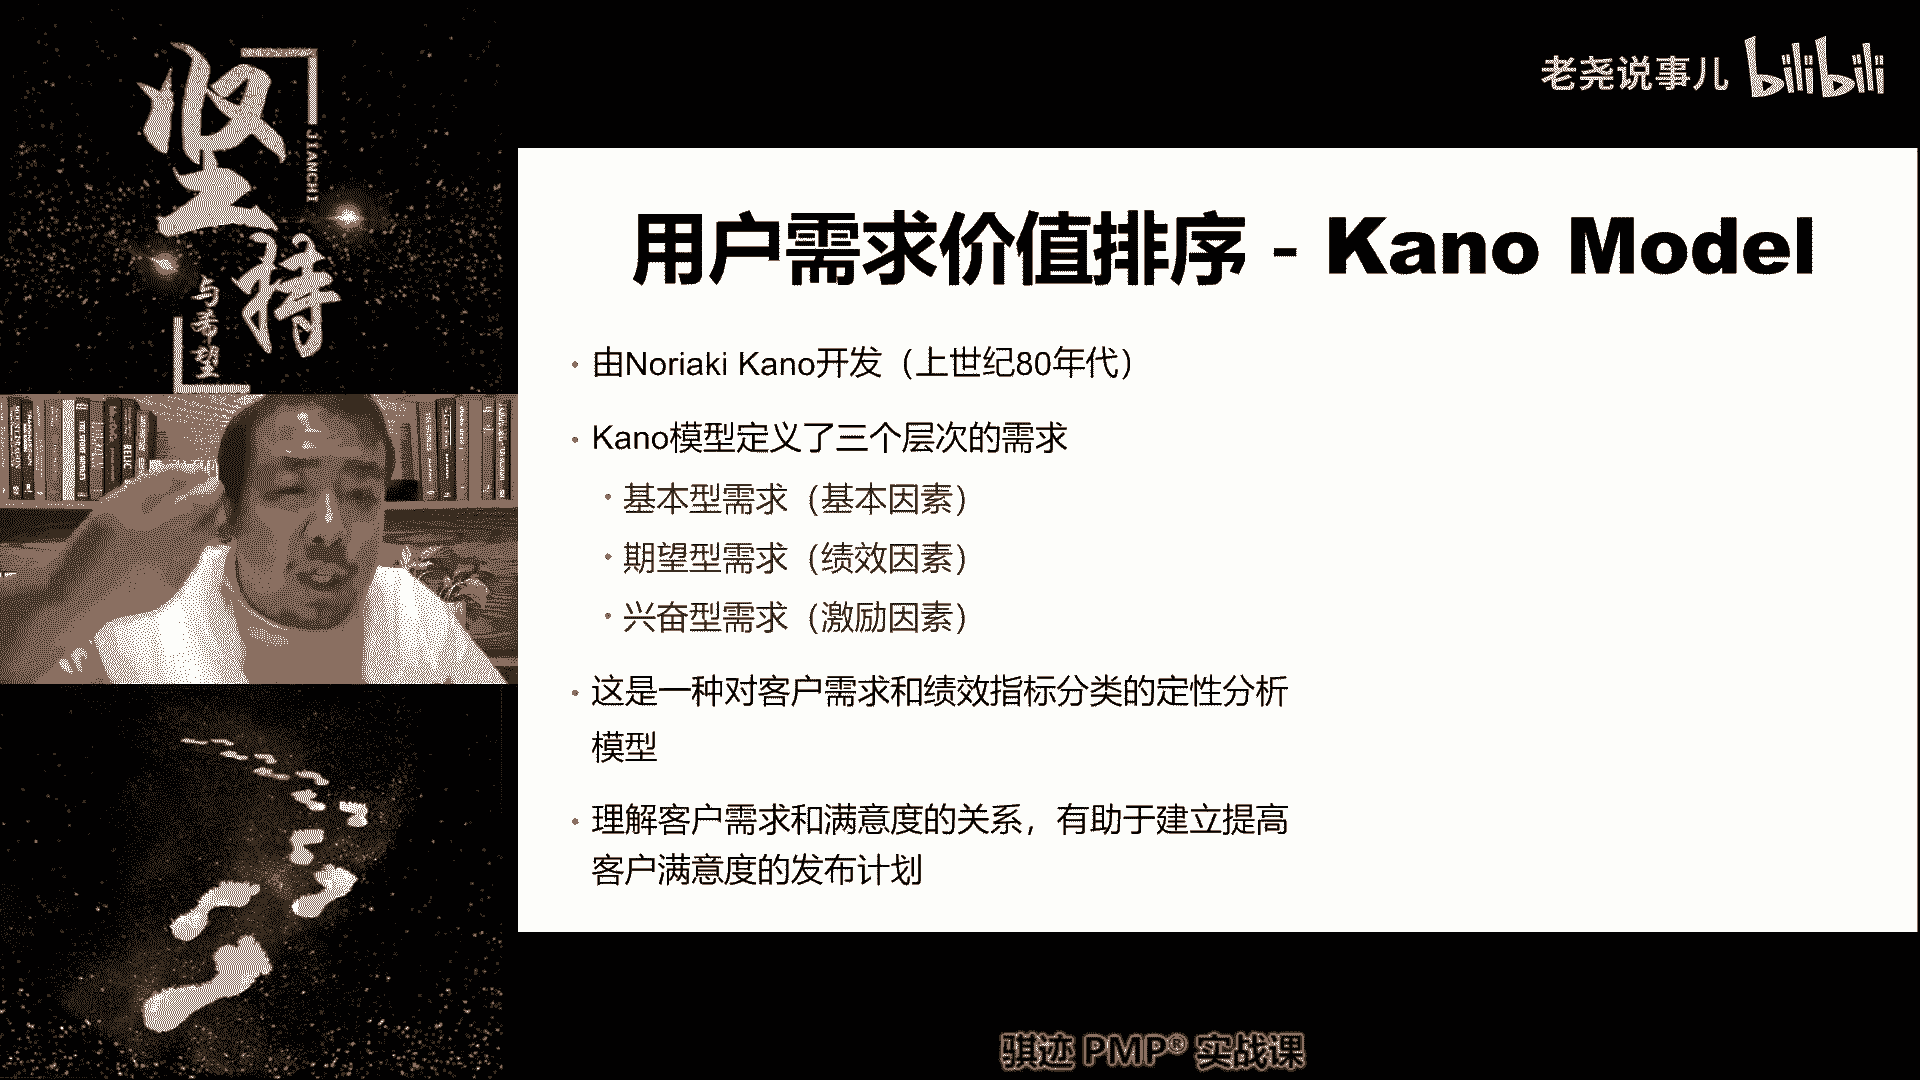 坚持
JIANCHI
与希望
老尧说事儿 bilibili
用户需求价值排序 - Kano Model
· 由Noriaki Kano开发（上世纪80年代）
· Kano模型定义了三个层次的需求
· 基本型需求（基本因素）
· 期望型需求（绩效因素）
· 兴奋型需求（激励因素）
· 这是一种对客户需求和绩效指标分类的定性分析
模型
· 理解客户需求和满意度的关系，有助于建立提高
客户满意度的发布计划
RELIC
骐迹 PMP® 实战课